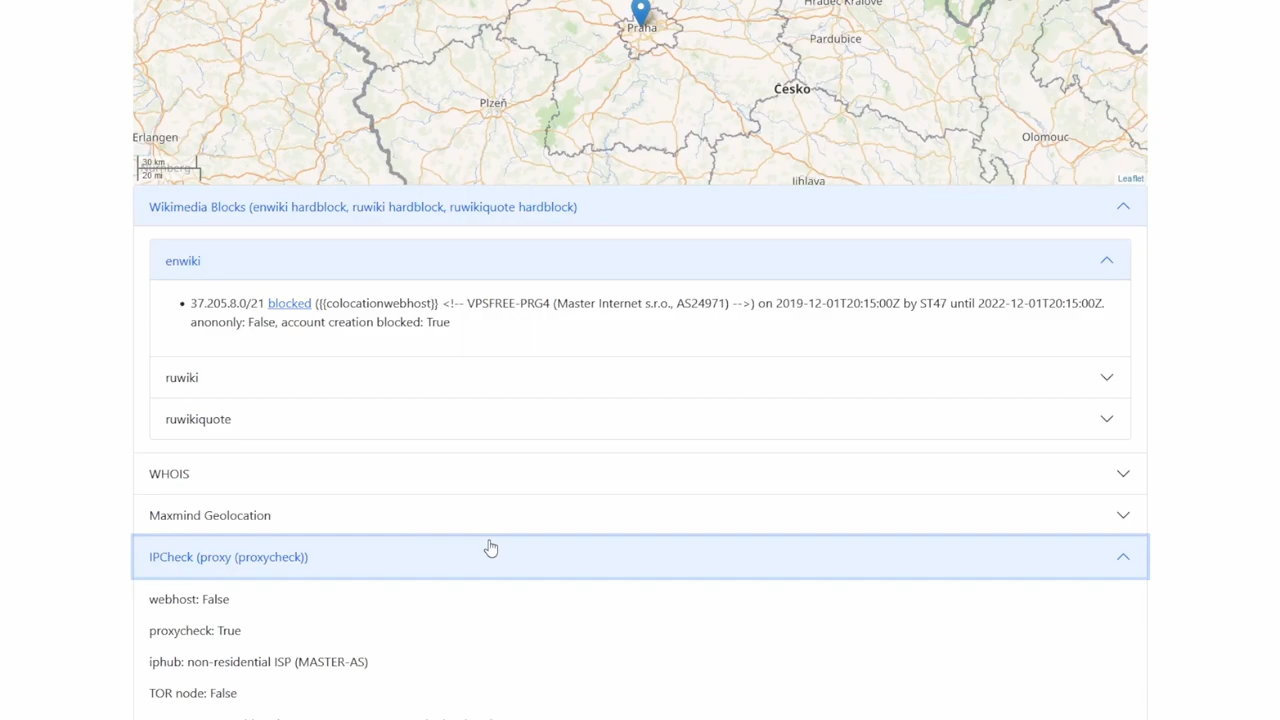 Hradec Králové
Praha
Pardubice
Česko
Plzeň
Erlangen
Olomouc
30 km
Nürnberg
20 mi
Jihlava
Leaflet
Wikimedia Blocks (enwiki hardblock, ruwiki hardblock, ruwikiquote hardblock)
enwiki
• 37.205.8.0/21 blocked ({{colocationwebhost}} <!-- VPSFREE-PRG4 (Master Internet s.r.o., AS24971) -->) on 2019-12-01T20:15:00Z by ST47 until 2022-12-01T20:15:00Z.
anononly: False, account creation blocked: True
ruwiki
ruwikiquote
WHOIS
Maxmind Geolocation
IPCheck (proxy (proxycheck))
webhost: False
proxycheck: True
iphub: non-residential ISP (MASTER-AS)
TOR node: False